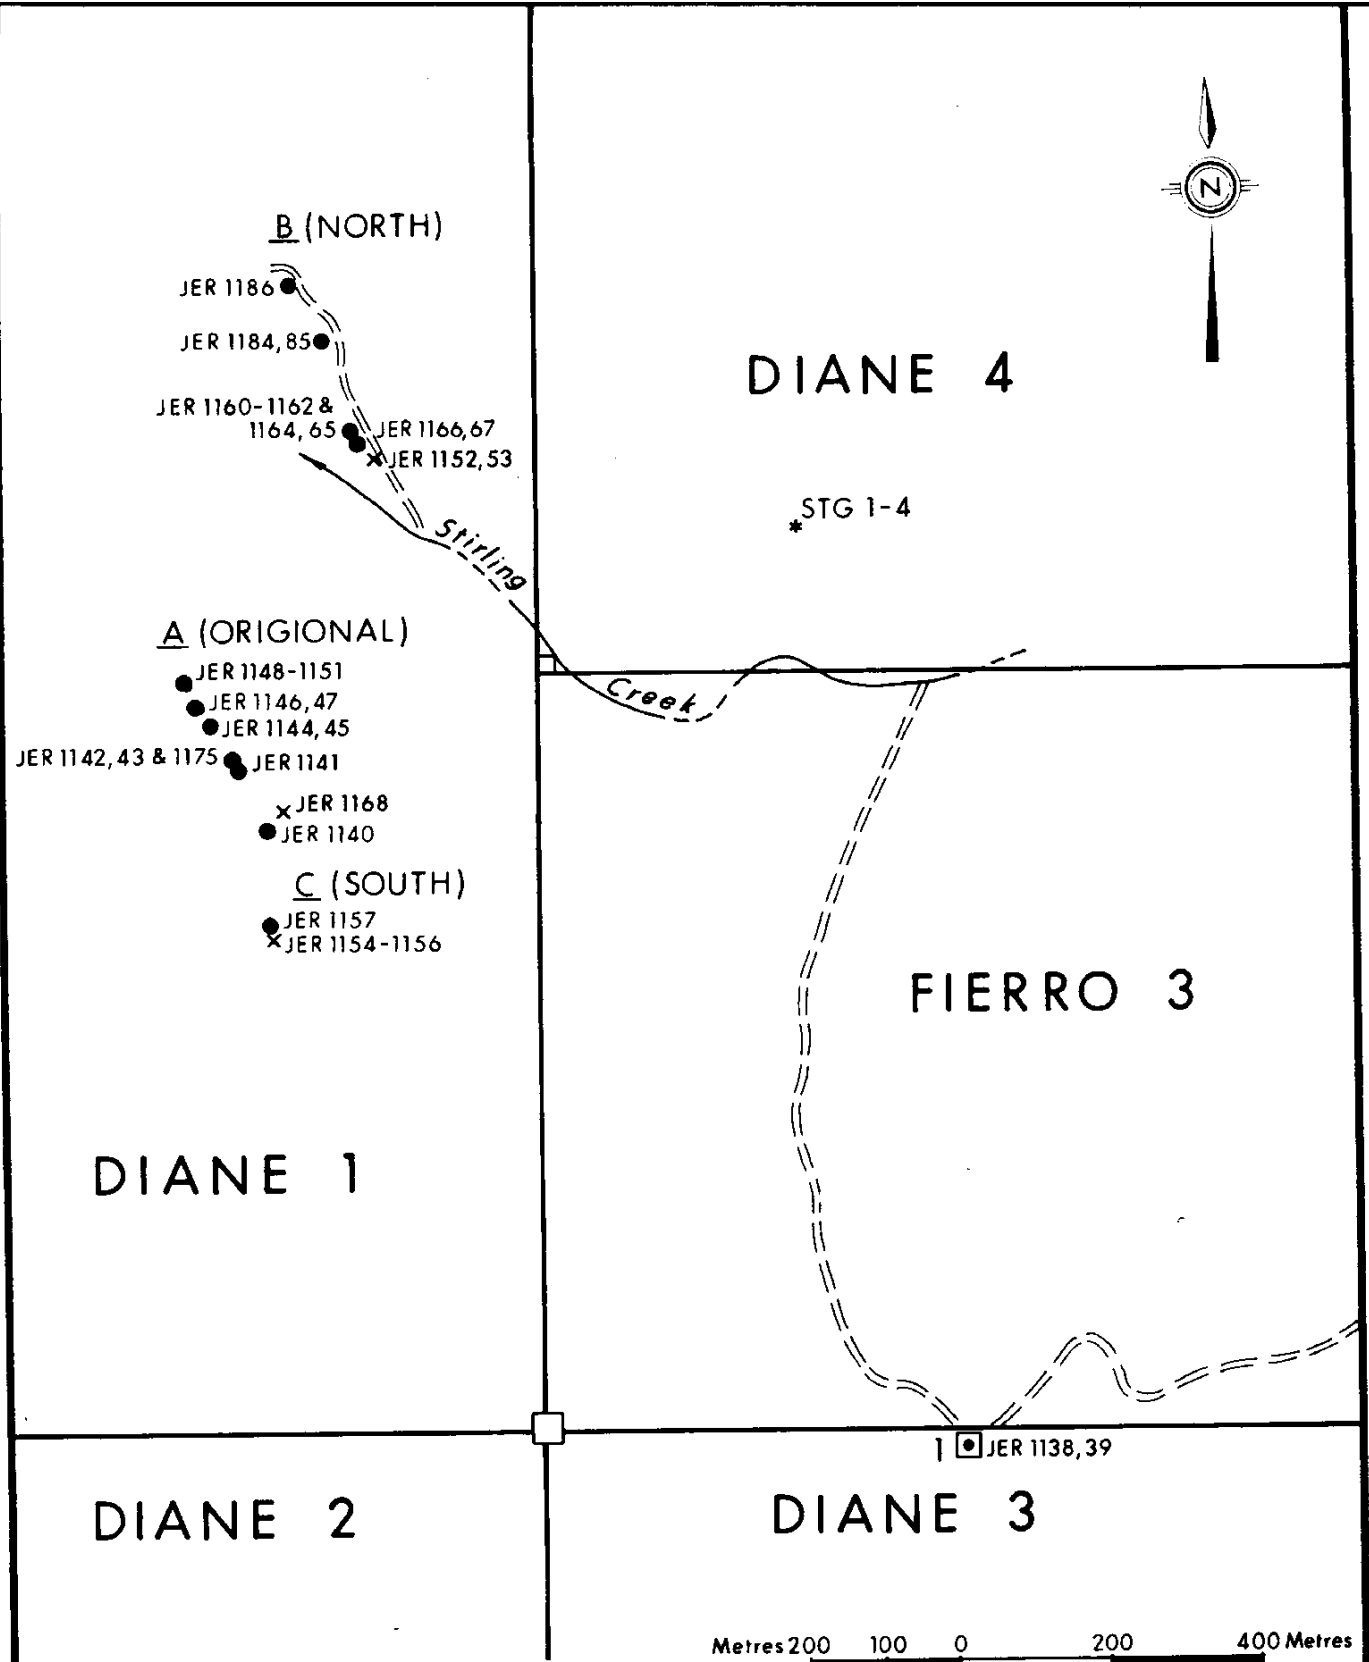 N
B (NORTH)
JER 1186
JER 1184, 85
DIANE 4
JER 1160-1162 &
1164, 65
JER 1166,67
JER 1152,53
STG 1-4
Stirling
Creek
A (ORIGIONAL)
JER 1148-1151
JER 1146, 47
JER 1144, 45
JER 1142, 43 & 1175
JER 1141
JER 1168
JER 1140
C (SOUTH)
JER 1157
JER 1154-1156
FIERRO 3
DIANE 1
1
JER 1138, 39
DIANE 2
DIANE 3
Metres 200 100 0 200 400 Metres